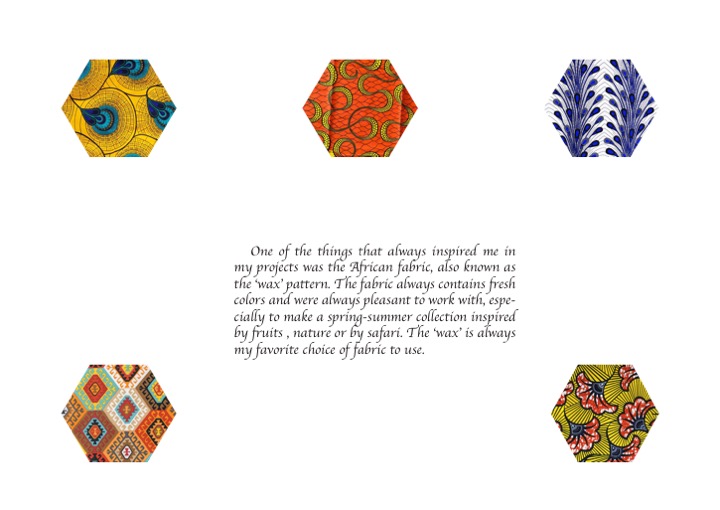 One of the things that always inspired me in
my projects was the African fabric, also known as
the ‘wax’ pattern. The fabric always contains fresh
colors and were always pleasant to work with, espe-
cially to make a spring-summer collection inspired
by fruits , nature or by safari. The ‘wax’ is always
my favorite choice of fabric to use.